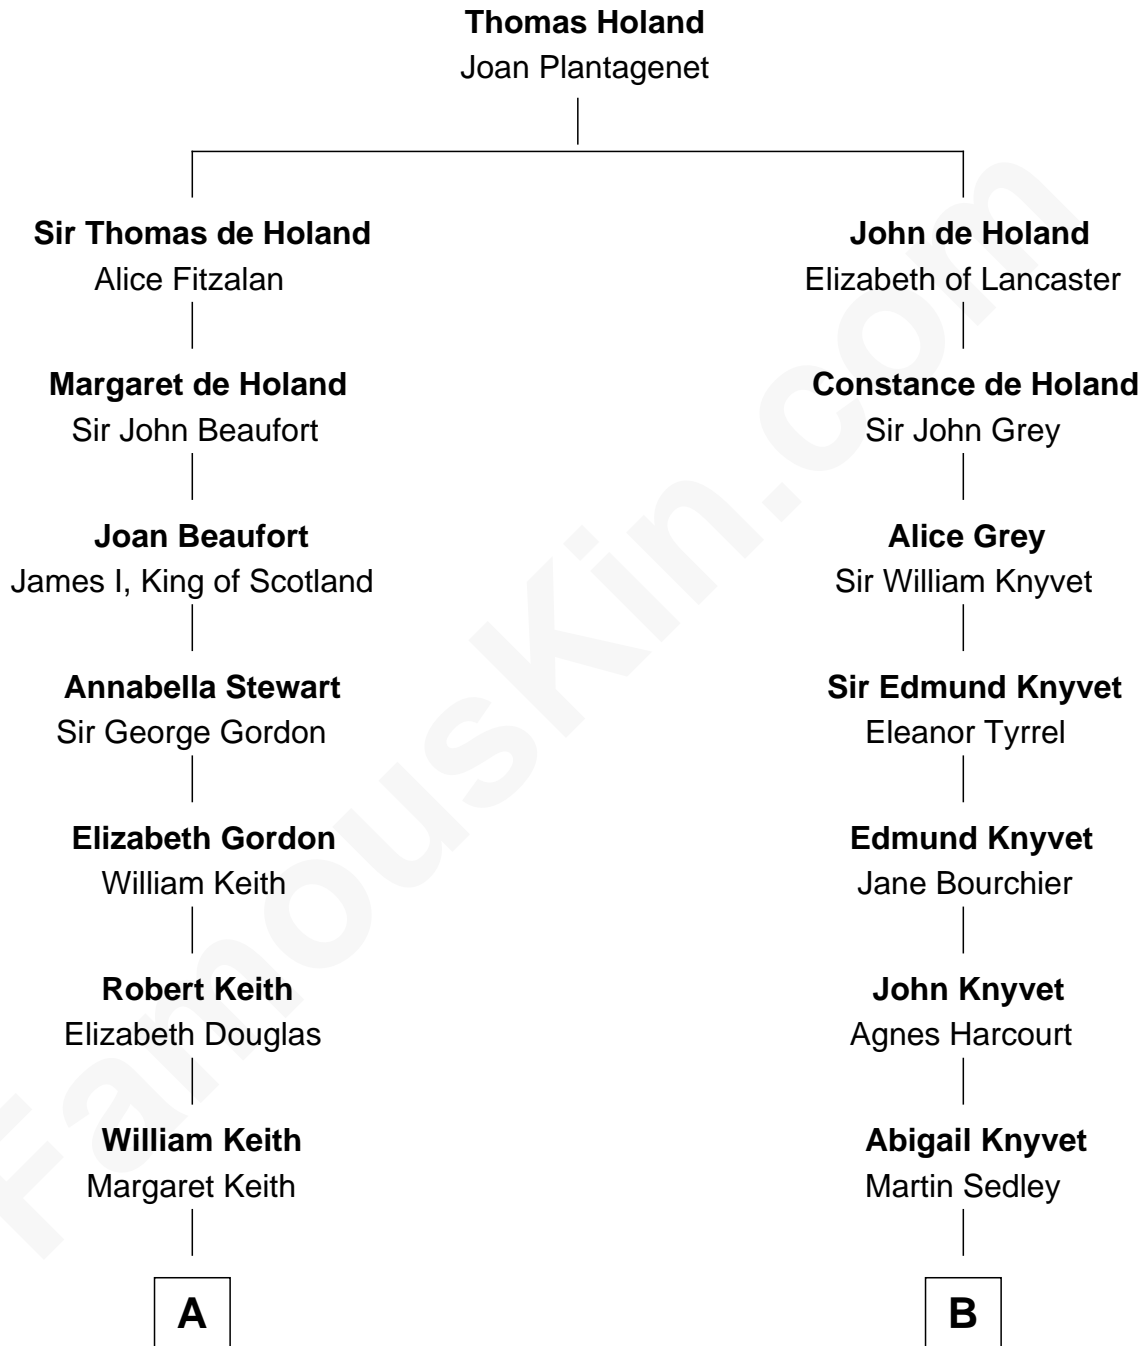 Thomas Holand
Joan Plantagenet
Sir Thomas de Holand
Alice Fitzalan
Margaret de Holand
Sir John Beaufort
Joan Beaufort
James I, King of Scotland
Annabella Stewart
Sir George Gordon
Elizabeth Gordon
William Keith
Robert Keith
Elizabeth Douglas
William Keith
Margaret Keith
A
John de Holand
Elizabeth of Lancaster
Constance de Holand
Sir John Grey
Alice Grey
Sir William Knyvet
Sir Edmund Knyvet
Eleanor Tyrrel
Edmund Knyvet
Jane Bourchier
John Knyvet
Agnes Harcourt
Abigail Knyvet
Martin Sedley
B
FamousKin.com